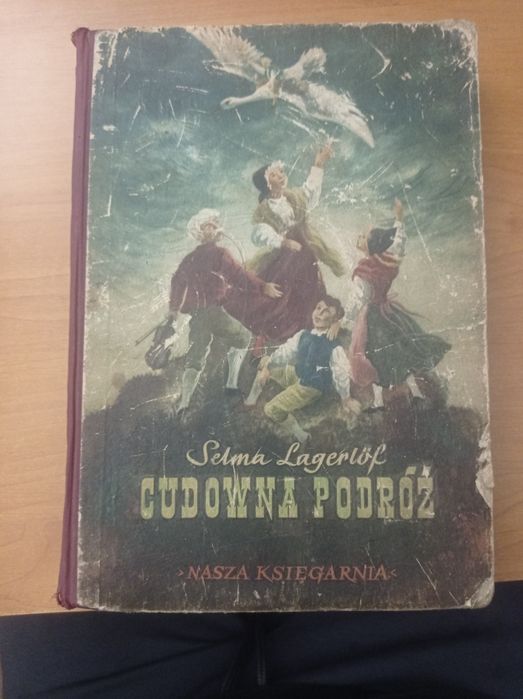 Selma Lagerlöf
CUDOWNA PODRÓŻ
›NASZA KSIĘGARNIA‹